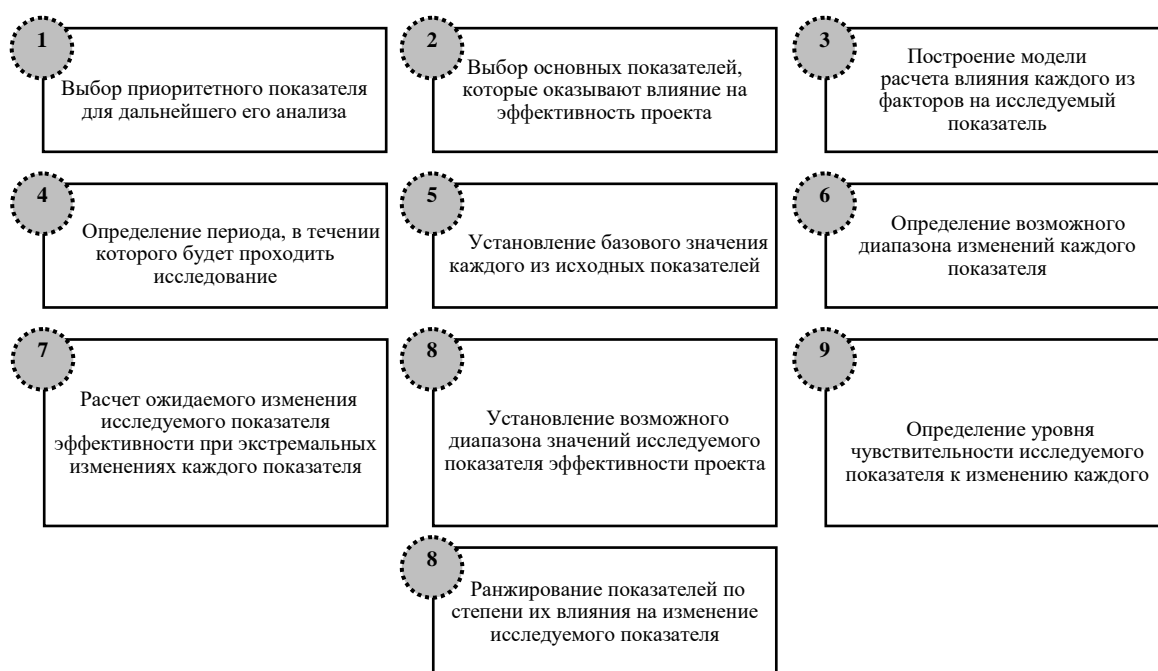 1
Выбор приоритетного показателя
для дальнейшего его анализа
2
Выбор основных показателей,
которые оказывают влияние на
эффективность проекта
3
Построение модели
расчета влияния каждого из
факторов на исследуемый
показатель
4
Определение периода, в течении
которого будет проходить
исследование
5
Установление базового значения
каждого из исходных показателей
6
Определение возможного
диапазона изменений каждого
показателя
7
Расчет ожидаемого изменения
исследуемого показателя
эффективности при экстремальных
изменениях каждого показателя
8
Установление возможного
диапазона значений исследуемого
показателя эффективности проекта
9
Определение уровня
чувствительности исследуемого
показателя к изменению каждого
8
Ранжирование показателей по
степени их влияния на изменение
исследуемого показателя